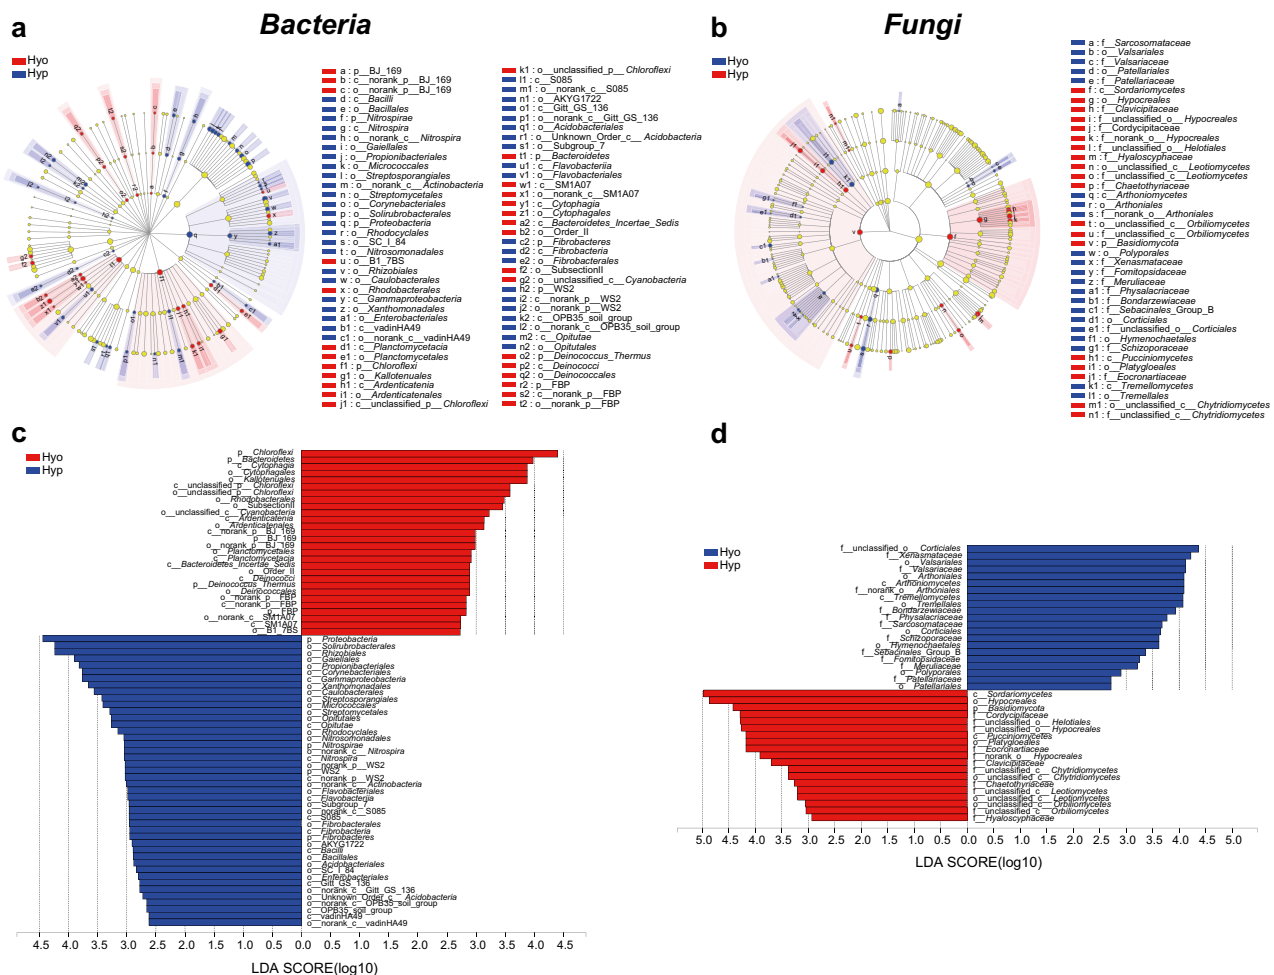 a
Bacteria
Hyo
Hyp
a : p__BJ_169
b : c__norank_p__BJ_169
c : o__norank_p__BJ_169
d : c__Bacilli
e : o__Bacillales
f : p__Nitrospirae
g : c__Nitrospira
h : o__norank_c__Nitrospira
i : o__Gaiellales
j : o__Propionibacteriales
k : o__Micrococcales
l : o__Streptosporangiales
m : o__norank_c__Actinobacteria
n : o__Streptomycetales
o : o__Corynebacteriales
p : o__Solirubrobacterales
q : p__Proteobacteria
r : o__Rhodocyclales
s : o__SC_I_84
t : o__Nitrosomonadales
u : o__B1_7BS
v : o__Rhizobiales
w : o__Caulobacterales
x : o__Rhodobacterales
y : c__Gammaproteobacteria
z : o__Xanthomonadales
a1 : o__Enterobacteriales
b1 : c__vadinHA49
c1 : o__norank_c__vadinHA49
d1 : c__Planctomycetacia
e1 : o__Planctomycetales
f1 : p__Chloroflexi
g1 : o__Kallotenuales
h1 : c__Ardenticatenia
i1 : o__Ardenticatenales
j1 : c__unclassified_p__Chloroflexi
k1 : o__unclassified_p__Chloroflexi
l1 : c__S085
m1 : o__norank_c__S085
n1 : o__AKYG1722
o1 : c__Gitt_GS_136
p1 : o__norank_c__Gitt_GS_136
q1 : o__Acidobacteriales
r1 : o__Unknown_Order_c__Acidobacteria
s1 : o__Subgroup_7
t1 : p__Bacteroidetes
u1 : c__Flavobacteriia
v1 : o__Flavobacteriales
w1 : c__SM1A07
x1 : o__norank_c__SM1A07
y1 : c__Cytophagia
z1 : o__Cytophagales
a2 : c__Bacteroidetes_Incertae_Sedis
b2 : o__Order_II
c2 : p__Fibrobacteres
d2 : c__Fibrobacteria
e2 : o__Fibrobacterales
f2 : o__SubsectionII
g2 : o__unclassified_c__Cyanobacteria
h2 : p__WS2
i2 : c__norank_p__WS2
j2 : o__norank_p__WS2
k2 : c__OPB35_soil_group
l2 : o__norank_c__OPB35_soil_group
m2 : c__Opitutae
n2 : o__Opitutales
o2 : p__Deinococcus_Thermus
p2 : c__Deinococci
q2 : o__Deinococcales
r2 : p__FBP
s2 : c__norank_p__FBP
t2 : o__norank_p__FBP
b
Fungi
Hyo
Hyp
a : f__Sarcosomataceae
b : o__Valsariales
c : f__Valsariaceae
d : o__Patellariales
e : f__Patellariaceae
f : c__Sordariomycetes
g : o__Hypocreales
h : f__Clavicipitaceae
i : f__unclassified_o__Hypocreales
j : f__Cordycipitaceae
k : f__norank_o__Hypocreales
l : f__unclassified_o__Helotiales
m : f__Hyaloscyphaceae
n : o__unclassified_c__Leotiomycetes
o : f__unclassified_c__Leotiomycetes
p : f__Chaetothyriaceae
q : c__Arthoniomycetes
r : o__Arthoniales
s : f__norank_o__Arthoniales
t : o__unclassified_c__Orbiliomycetes
u : f__unclassified_c__Orbiliomycetes
v : p__Basidiomycota
w : o__Polyporales
x : f__Xenasmataceae
y : f__Fomitopsidaceae
z : f__Meruliaceae
a1 : f__Physalacriaceae
b1 : f__Bondarzewiaceae
c1 : f__Sebacinales_Group_B
d1 : o__Corticiales
e1 : f__unclassified_o__Corticiales
f1 : o__Hymenochaetales
g1 : f__Schizoporaceae
h1 : c__Pucciniomycetes
i1 : o__Platygloeales
j1 : f__Eocronartiaceae
k1 : c__Tremellomycetes
l1 : o__Tremellales
m1 : o__unclassified_c__Chytridiomycetes
n1 : f__unclassified_c__Chytridiomycetes
c
Hyo
Hyp
p__Chloroflexi
p__Bacteroidetes
c__Cytophagia
o__Cytophagales
o__Kallotenuales
c__unclassified_p__Chloroflexi
o__unclassified_p__Chloroflexi
o__Rhodobacterales
o__SubsectionII
o__unclassified_c__Cyanobacteria
c__Ardenticatenia
o__Ardenticatenales
c__norank_p__BJ_169
p__BJ_169
o__norank_p__BJ_169
o__Planctomycetales
c__Planctomycetacia
c__Bacteroidetes_Incertae_Sedis
o__Order_II
c__Deinococci
p__Deinococcus_Thermus
o__Deinococcales
o__norank_p__FBP
c__norank_p__FBP
p__FBP
o__norank_c__SM1A07
c__SM1A07
o__B1_7BS
p__Proteobacteria
o__Solirubrobacterales
o__Rhizobiales
o__Gaiellales
o__Propionibacteriales
o__Corynebacteriales
c__Gammaproteobacteria
o__Xanthomonadales
o__Caulobacterales
o__Streptosporangiales
o__Micrococcales
o__Streptomycetales
o__Opitutales
c__Opitutae
o__Rhodocyclales
o__Nitrosomonadales
p__Nitrospirae
o__norank_c__Nitrospira
c__Nitrospira
o__norank_p__WS2
p__WS2
c__norank_p__WS2
o__norank_c__Actinobacteria
o__Flavobacteriales
c__Flavobacteriia
o__Subgroup_7
o__norank_c__S085
c__S085
o__Fibrobacterales
c__Fibrobacteria
p__Fibrobacteres
o__AKYG1722
c__Bacilli
o__Bacillales
o__Acidobacteriales
o__SC_I_84
o__Enterobacteriales
c__Gitt_GS_136
o__norank_c__Gitt_GS_136
o__Unknown_Order_c__Acidobacteria
o__norank_c__OPB35_soil_group
c__OPB35_soil_group
c__vadinHA49
o__norank_c__vadinHA49
4.5 4.0 3.5 3.0 2.5 2.0 1.5 1.0 0.5 0.0 0.5 1.0 1.5 2.0 2.5 3.0 3.5 4.0 4.5
LDA SCORE(log10)
d
Hyo
Hyp
f__unclassified_o__Corticiales
f__Xenasmataceae
o__Valsariales
f__Valsariaceae
o__Arthoniales
c__Arthoniomycetes
f__norank_o__Arthoniales
c__Tremellomycetes
o__Tremellales
f__Bondarzewiaceae
f__Physalacriaceae
f__Sarcosomataceae
o__Corticiales
f__Schizoporaceae
o__Hymenochaetales
f__Sebacinales_Group_B
f__Fomitopsidaceae
f__Meruliaceae
o__Polyporales
f__Patellariaceae
o__Patellariales
c__Sordariomycetes
o__Hypocreales
p__Basidiomycota
f__Cordycipitaceae
f__unclassified_o__Helotiales
f__unclassified_o__Hypocreales
c__Pucciniomycetes
o__Platygloeales
f__Eocronartiaceae
f__norank_o__Hypocreales
f__Clavicipitaceae
f__unclassified_c__Chytridiomycetes
o__unclassified_c__Chytridiomycetes
f__Chaetothyriaceae
f__unclassified_c__Leotiomycetes
o__unclassified_c__Leotiomycetes
o__unclassified_c__Orbiliomycetes
f__unclassified_c__Orbiliomycetes
f__Hyaloscyphaceae
5.0 4.5 4.0 3.5 3.0 2.5 2.0 1.5 1.0 0.5 0.0 0.5 1.0 1.5 2.0 2.5 3.0 3.5 4.0 4.5 5.0
LDA SCORE(log10)